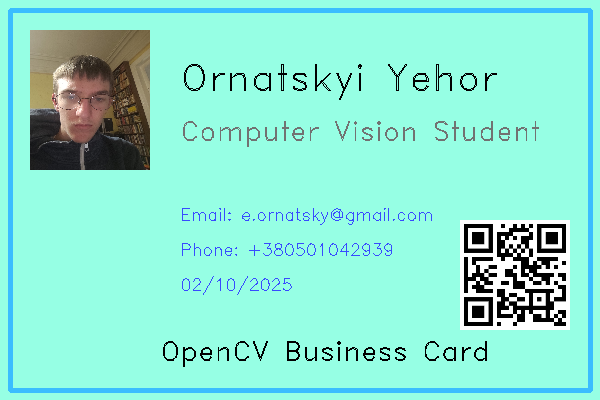 Ornatskyi Yehor
Computer Vision Student
Email: e.ornatsky@gmail.com
Phone: +380501042939
02/10/2025
OpenCV Business Card